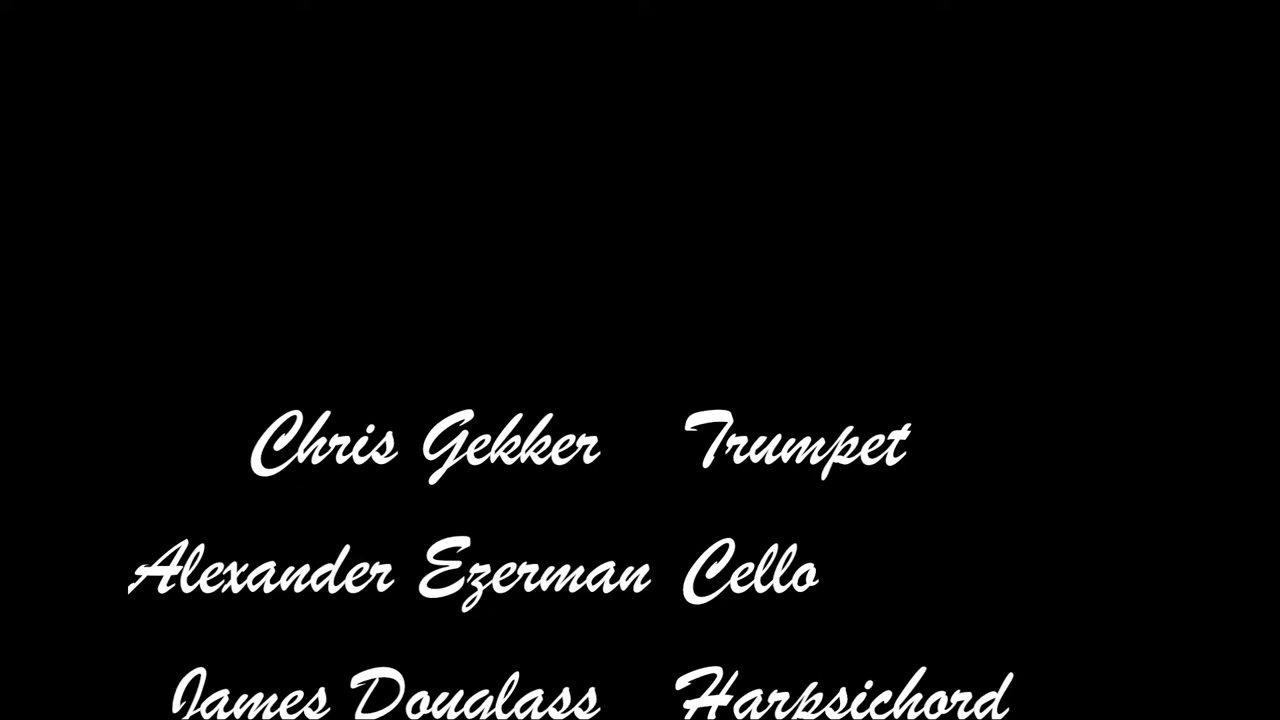 Chris Gekker Trumpet
Alexander Ezerman Cello
James Douglass Harpsichord